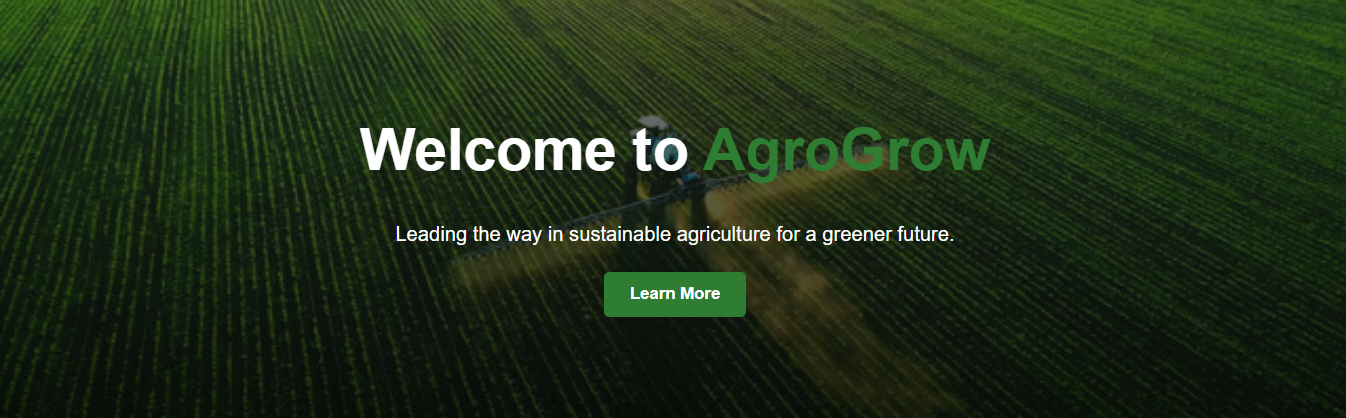 Welcome to AgroGrow
Leading the way in sustainable agriculture for a greener future.
Learn More